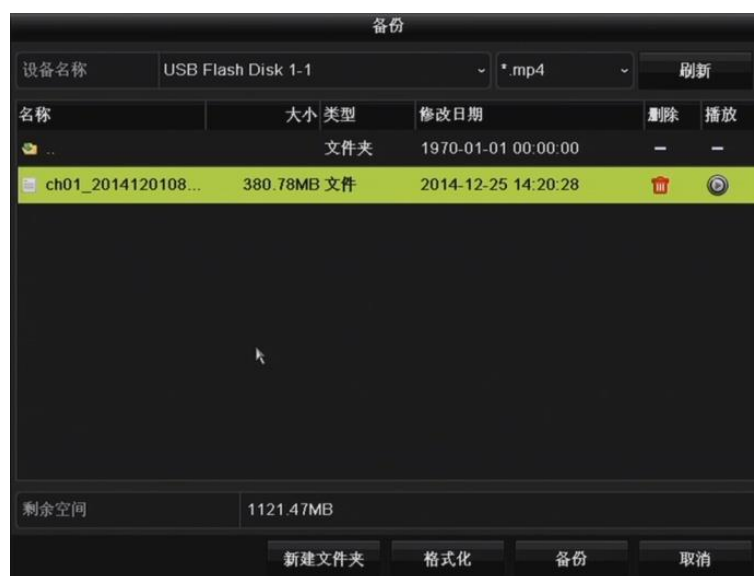 备份
设备名称 USB Flash Disk 1-1 *.mp4 刷新
名称 大小 类型 修改日期 删除 播放
.. 文件夹 1970-01-01 00:00:00 – –
ch01_2014120108... 380.78MB 文件 2014-12-25 14:20:28
剩余空间 1121.47MB
新建文件夹 格式化 备份 取消